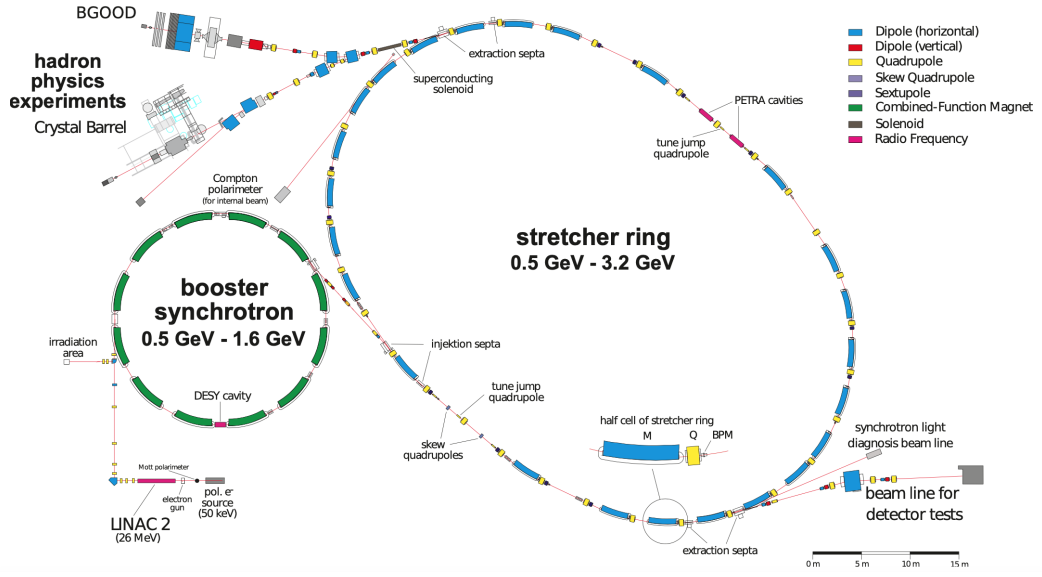 BGOOD
hadron
physics
experiments
Crystal Barrel
extraction septa
superconducting
solenoid
PETRA cavities
tune jump
quadrupole
Dipole (horizontal)
Dipole (vertical)
Quadrupole
Skew Quadrupole
Sextupole
Combined-Function Magnet
Solenoid
Radio Frequency
Compton
polarimeter
(for internal beam)
stretcher ring
0.5 GeV - 3.2 GeV
booster
synchrotron
0.5 GeV - 1.6 GeV
irradiation
area
DESY cavity
injektion septa
tune jump
quadrupole
skew
quadrupoles
half cell of stretcher ring
M
Q
BPM
synchrotron light
diagnosis beam line
beam line for
detector tests
Mott polarimeter
electron
gun
pol. e-
source
(50 keV)
LINAC 2
(26 MeV)
extraction septa
0 m
5 m
10 m
15 m